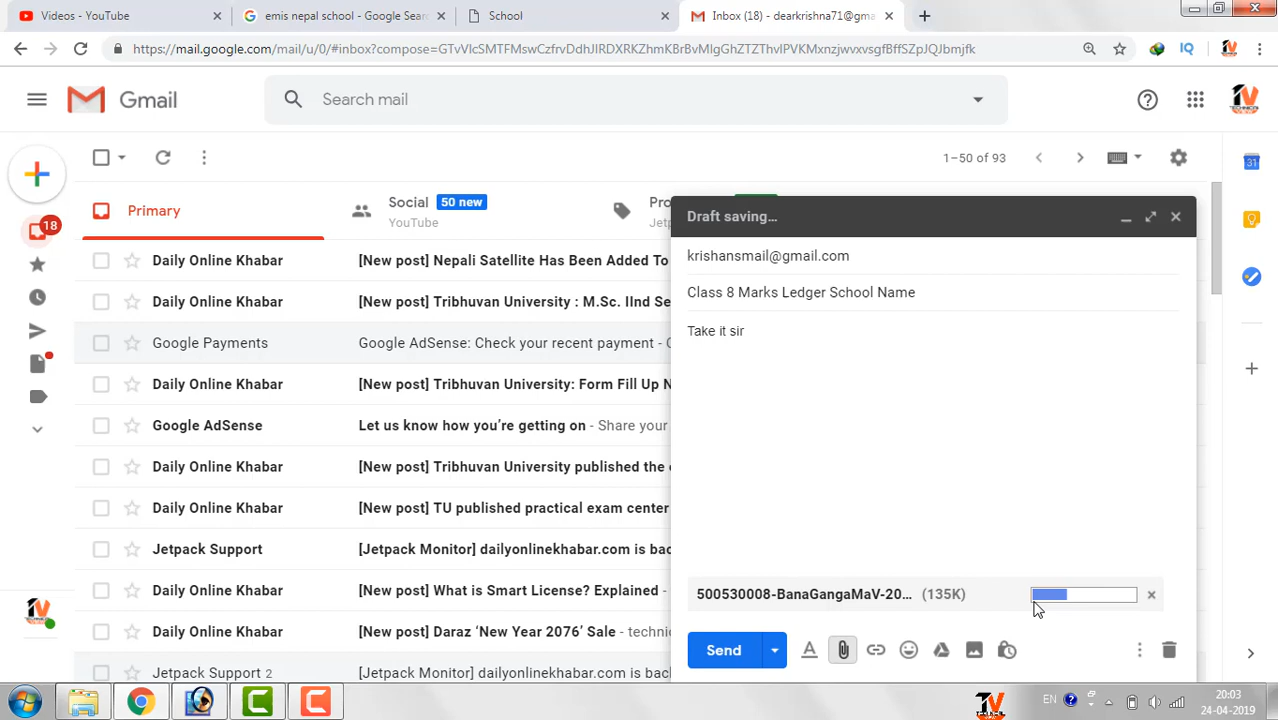 Videos - YouTube
emis nepal school - Google Sear
School
Inbox (18) - dearkrishna71@gma
https://mail.google.com/mail/u/0/#inbox?compose=
IQ
Gmail
Search mail
1–50 of 93
18
Primary
Social 50 new
YouTube
Pro
Jetp
31
Daily Online Khabar [New post] Nepali Satellite Has Been Added To
Daily Online Khabar [New post] Tribhuvan University : M.Sc. IInd Se
Google Payments Google AdSense: Check your recent payment -
Daily Online Khabar [New post] Tribhuvan University: Form Fill Up N
Google AdSense Let us know how you’re getting on - Share your
Daily Online Khabar [New post] Tribhuvan University published the
Daily Online Khabar [New post] TU published practical exam center
Jetpack Support [Jetpack Monitor] dailyonlinekhabar.com is bac
Daily Online Khabar [New post] What is Smart License? Explained -
Daily Online Khabar [New post] Daraz ‘New Year 2076’ Sale - technic
Jetpack Support 2 [Jetpack Monitor] dailyonlinekhabar.com is bac
Draft saving...
krishansmail@gmail.com
Class 8 Marks Ledger School Name
Take it sir
500530008-BanaGangaMaV-20... (135K)
Send
EN
20:03
24-04-2019